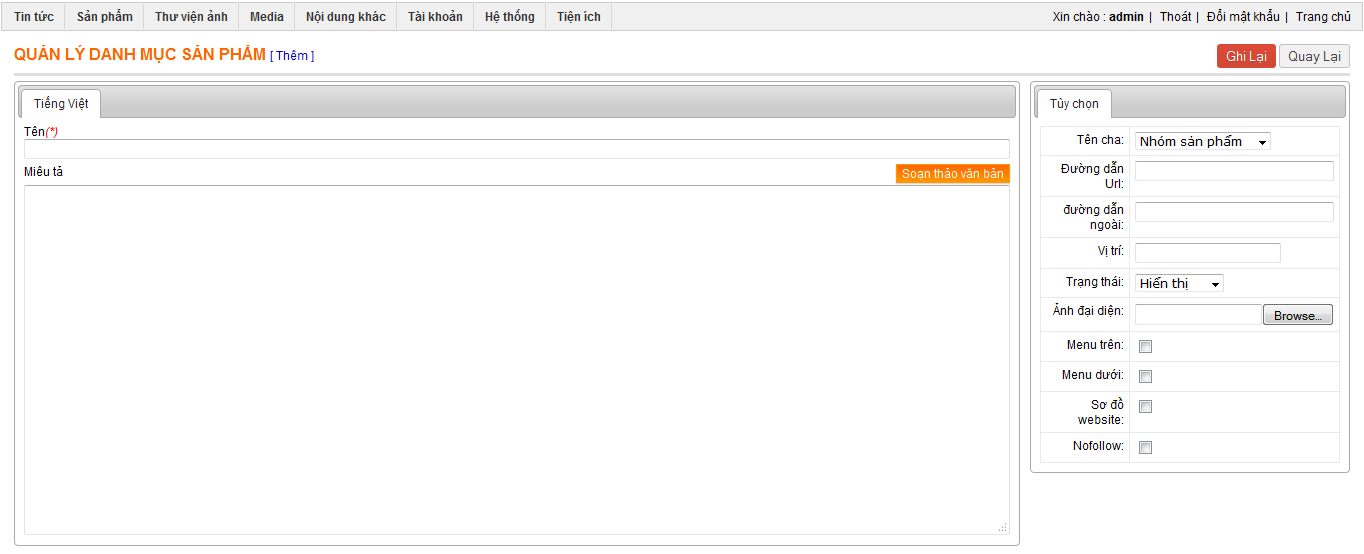 Tin tức Sản phẩm Thư viện ảnh Media Nội dung khác Tài khoản Hệ thống Tiện ích Xin chào : admin | Thoát | Đổi mật khẩu | Trang chủ
QUẢN LÝ DANH MỤC SẢN PHẨM [ Thêm ] Ghi Lại Quay Lại
Tiếng Việt
Tên(*)
Miêu tả Soạn thảo văn bản
Tùy chọn
Tên cha: Nhóm sản phẩm
Đường dẫn
Url:
đường dẫn
ngoài:
Vị trí:
Trạng thái: Hiển thị
Ảnh đại diện: Browse...
Menu trên:
Menu dưới:
Sơ đồ
website:
Nofollow: